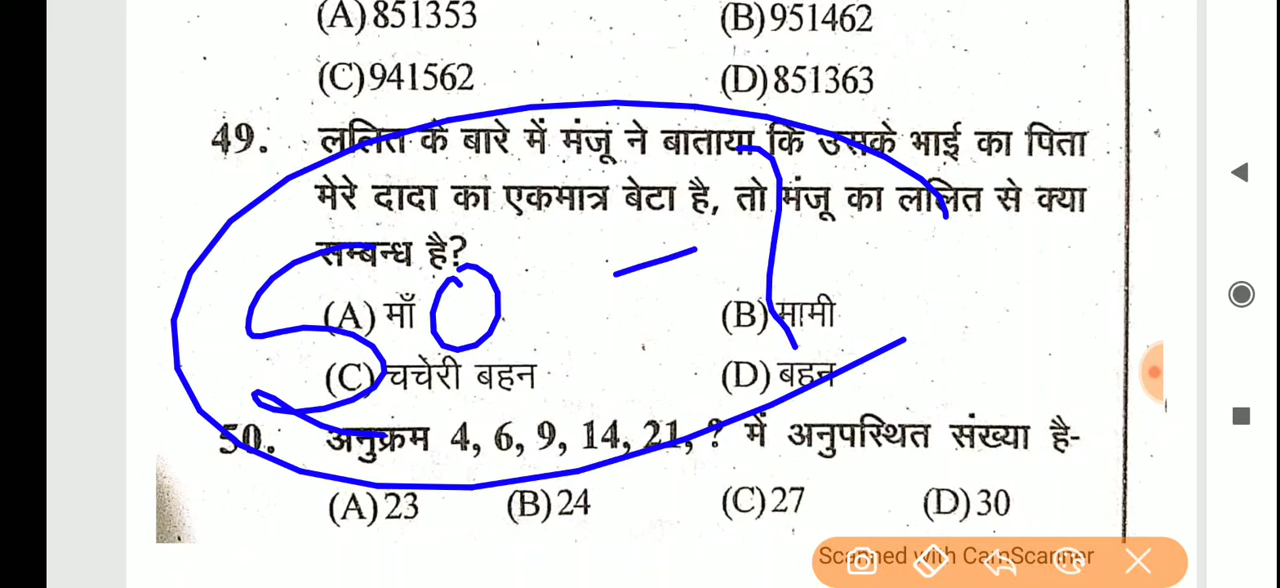 (A) 851353 (B) 951462
(C) 941562 (D) 851363
49. ललित के बारे में मंजू ने बाताया कि उसके भाई का पिता
मेरे दादा का एकमात्र बेटा है, तो मंजू का ललित से क्या
सम्बन्ध है?
(A) माँ (B) मामी
(C) चचेरी बहन (D) बहन
50. अनुक्रम 4, 6, 9, 14, 21, ? में अनुपस्थित संख्या है-
(A) 23 (B) 24 (C) 27 (D) 30
Scanned with CamScanner